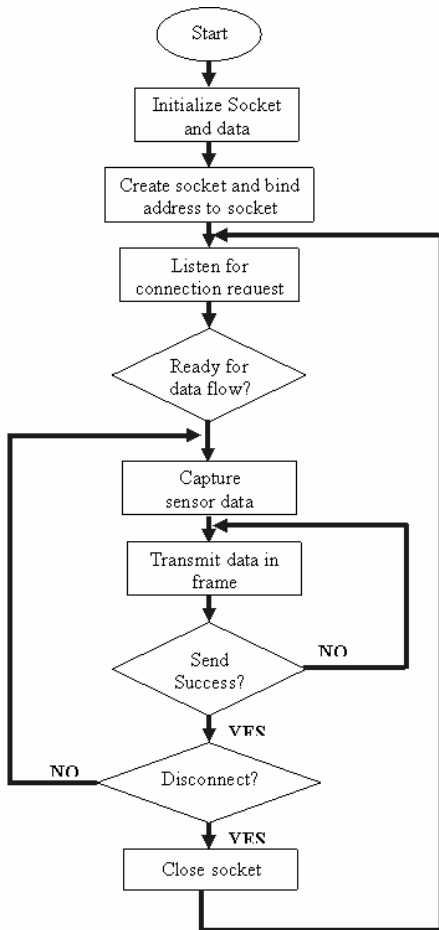 Start
Initialize Socket
and data
Create socket and bind
address to socket
Listen for
connection request
Ready for
data flow?
Capture
sensor data
Transmit data in
frame
Send
Success?
NO
YES
Disconnect?
NO
YES
Close socket